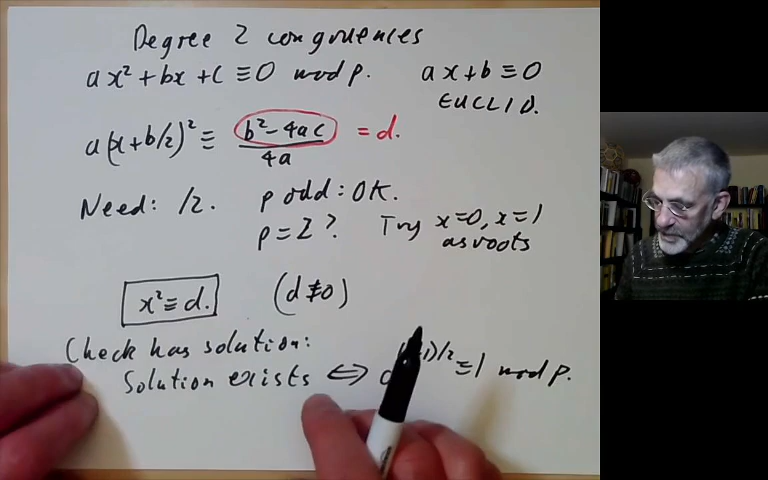 Degree 2 congruences
ax² + bx + c ≡ 0 mod p.
ax + b ≡ 0
EUCLID.
a(x + b/2)² ≡ (b² - 4ac)/4a = d.
Need: /2. p odd: OK.
p = 2? Try x=0, x=1
as roots
x² ≡ d. (d ≢ 0)
Check has solution:
Solution exists ⇔ 1)/2 ≡ 1 mod p.